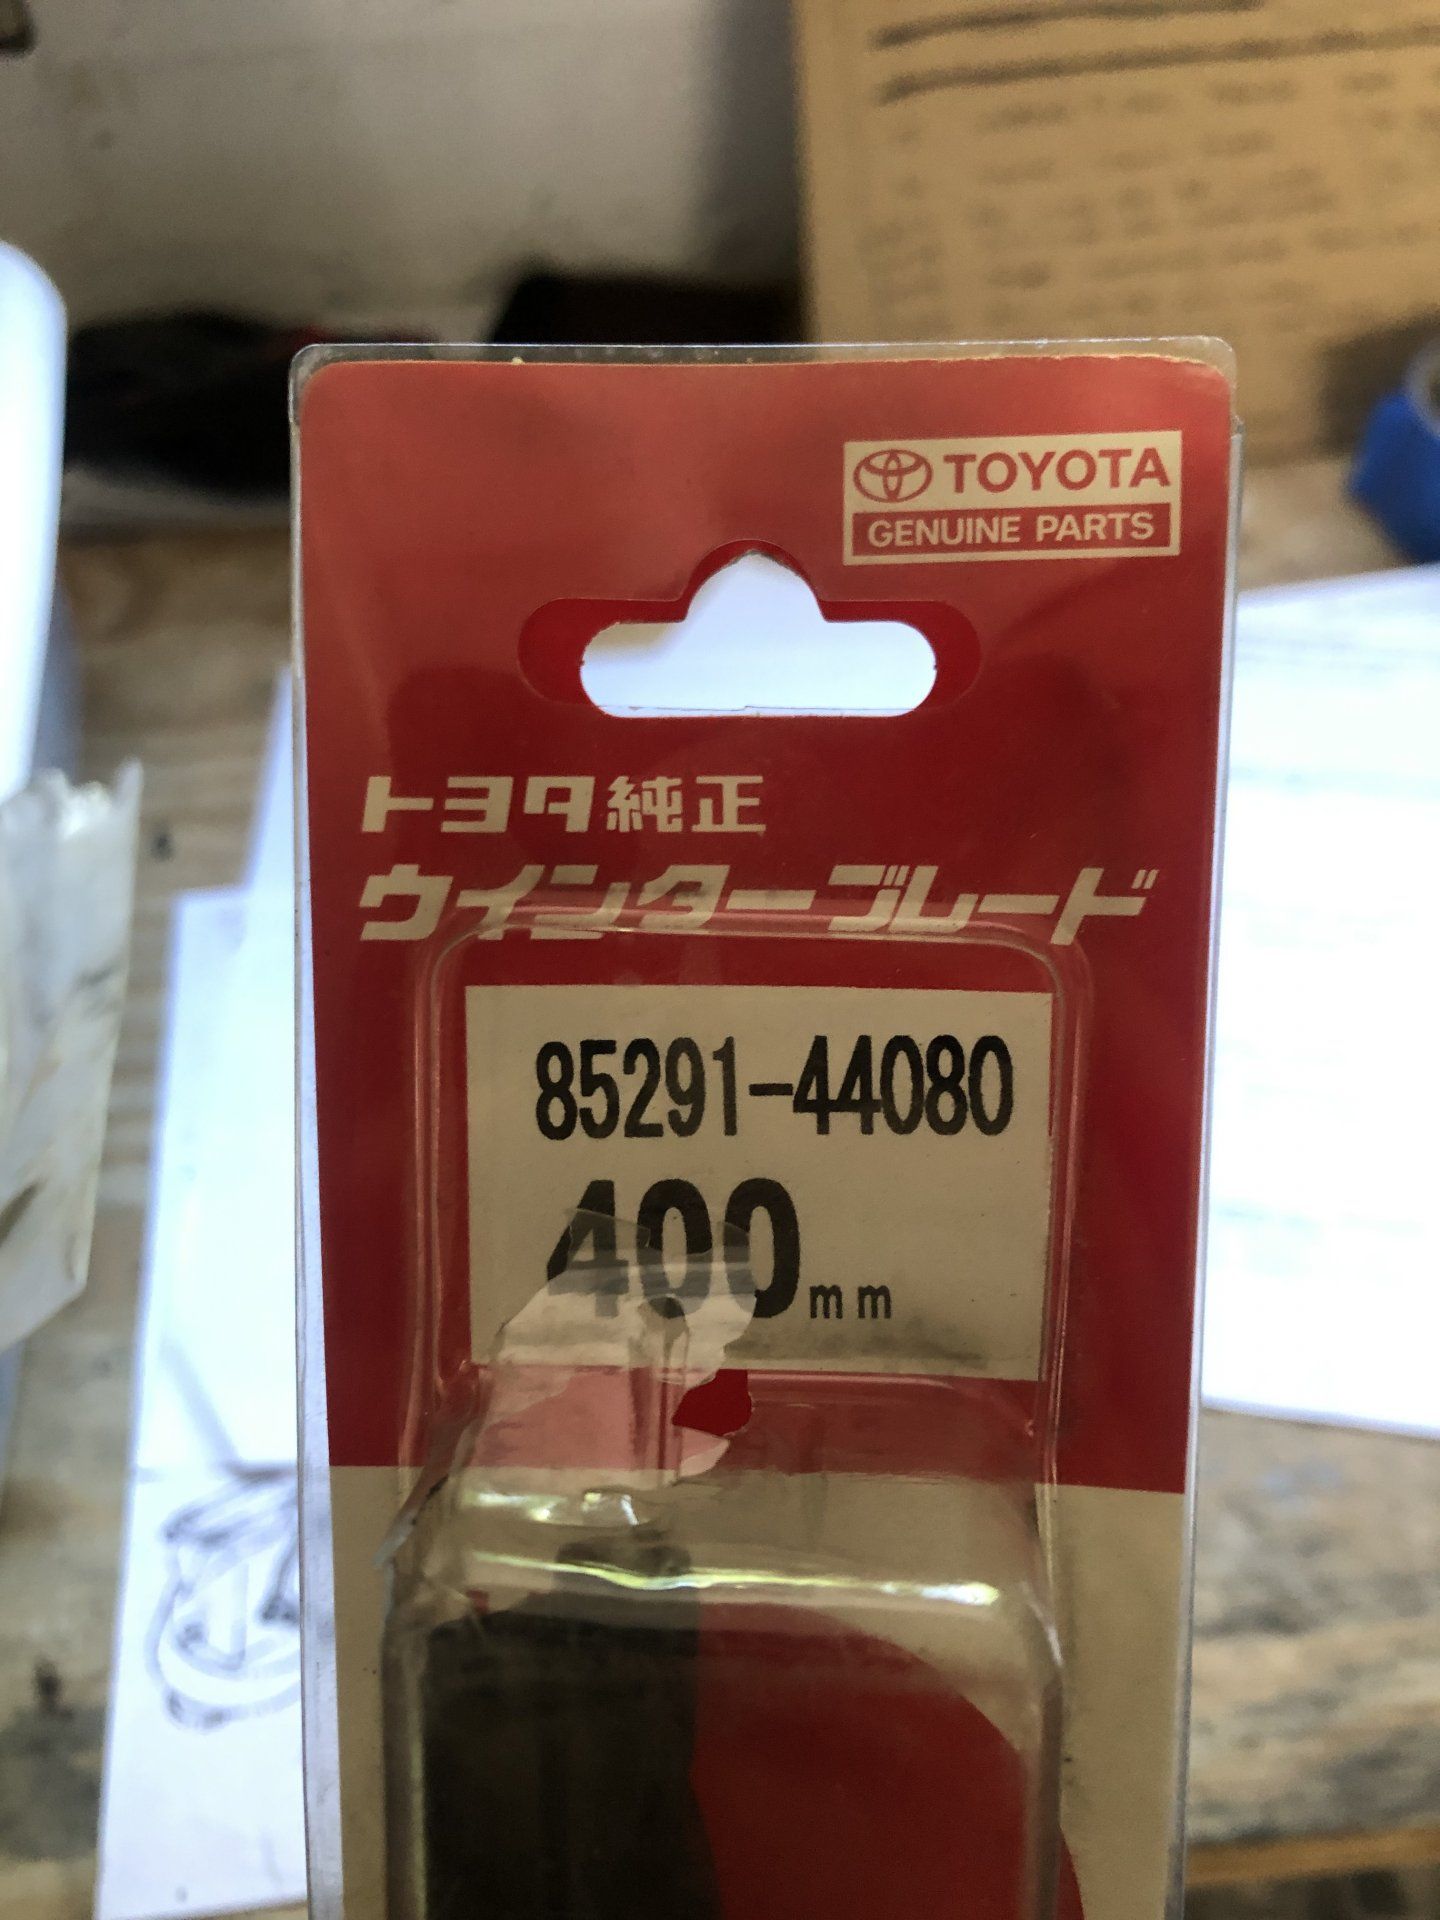 TOYOTA
GENUINE PARTS
トヨタ純正
ウインターブレード
85291-44080
400mm